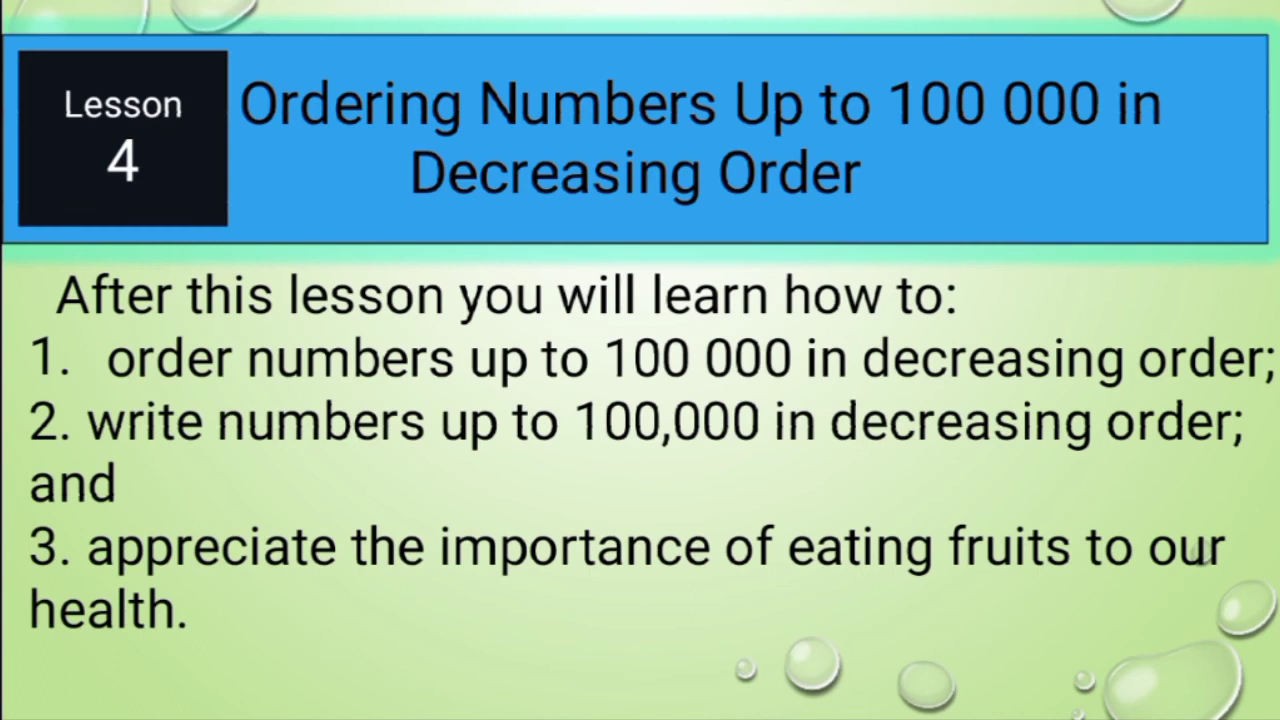 Lesson
4
Ordering Numbers Up to 100 000 in
Decreasing Order
After this lesson you will learn how to:
1. order numbers up to 100 000 in decreasing order;
2. write numbers up to 100,000 in decreasing order;
and
3. appreciate the importance of eating fruits to our
health.